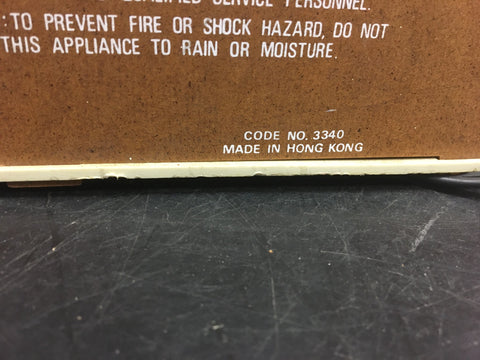 QUALIFIED SERVICE PERSONNEL.
: TO PREVENT FIRE OR SHOCK HAZARD, DO NOT
THIS APPLIANCE TO RAIN OR MOISTURE.
CODE NO. 3340
MADE IN HONG KONG